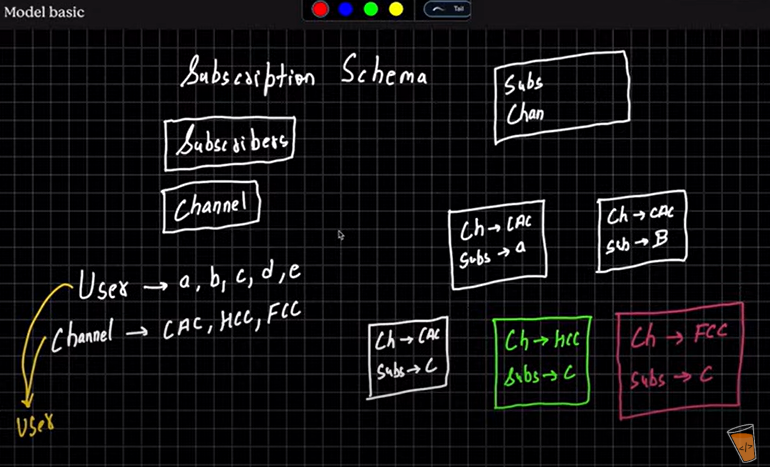 Model basic
Tail
Subscription Schema
Subs
Chan
Subscribers
Channel
Ch → CAC
Subs → a
Ch → CAC
Sub → B
User → a, b, c, d, e
Channel → CAC, HCC, FCC
Ch → CAC
Subs → C
Ch → HCC
Subs → C
Ch → FCC
Subs → C
User
</>